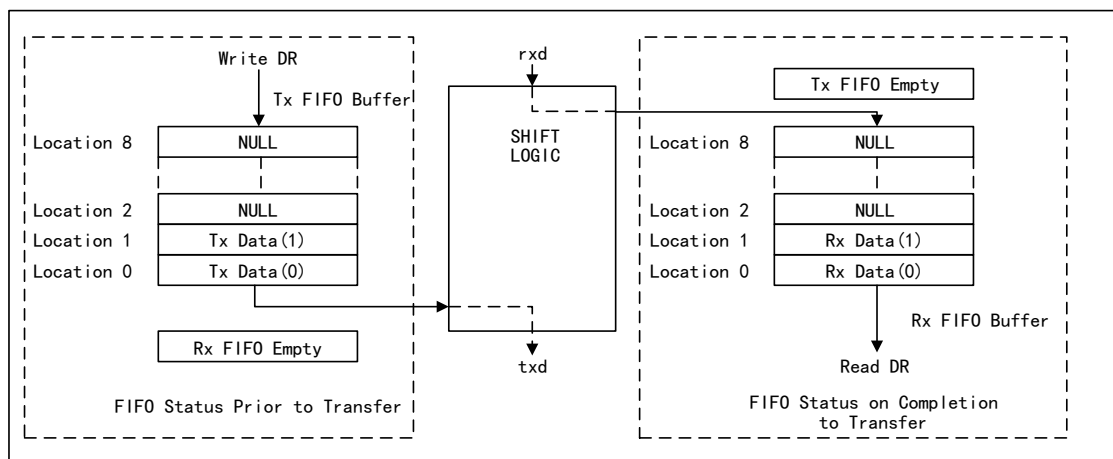 Write DR
Tx FIFO Buffer
Location 8
NULL
Location 2
NULL
Location 1
Tx Data(1)
Location 0
Tx Data(0)
Rx FIFO Empty
FIFO Status Prior to Transfer
rxd
SHIFT
LOGIC
txd
Tx FIFO Empty
Location 8
NULL
Location 2
NULL
Location 1
Rx Data(1)
Location 0
Rx Data(0)
Rx FIFO Buffer
Read DR
FIFO Status on Completion
to Transfer